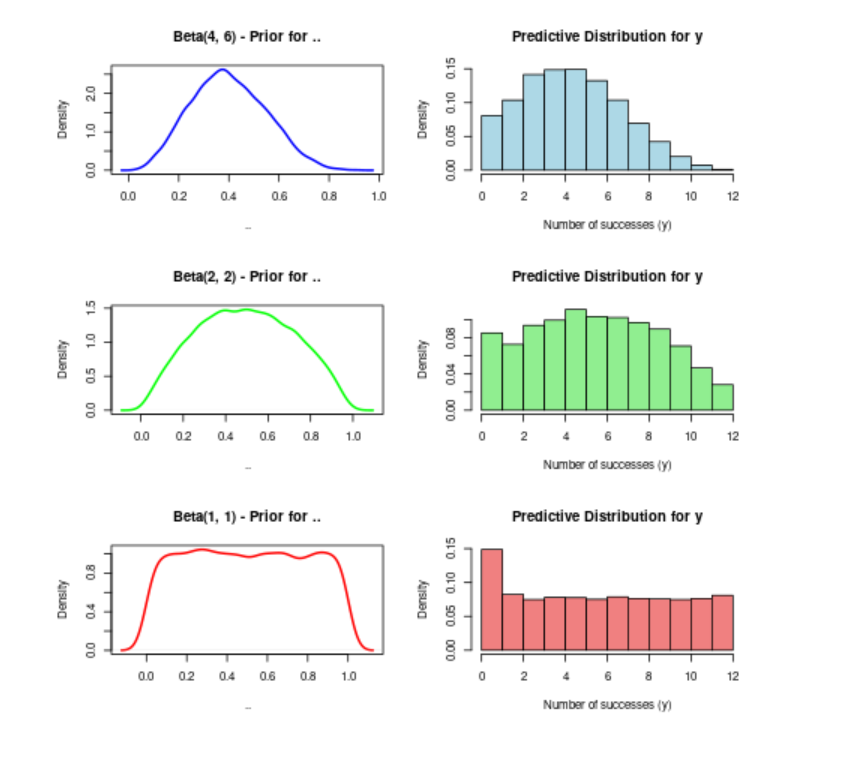 Beta(4, 6) - Prior for ..
Density
0.0 1.0 2.0
0.0 0.2 0.4 0.6 0.8 1.0
..
Predictive Distribution for y
Density
0.00 0.05 0.10 0.15
0 2 4 6 8 10 12
Number of successes (y)
Beta(2, 2) - Prior for ..
Density
0.0 0.5 1.0 1.5
0.0 0.2 0.4 0.6 0.8 1.0
..
Predictive Distribution for y
Density
0.00 0.04 0.08
0 2 4 6 8 10 12
Number of successes (y)
Beta(1, 1) - Prior for ..
Density
0.0 0.4 0.8
0.0 0.2 0.4 0.6 0.8 1.0
..
Predictive Distribution for y
Density
0.00 0.05 0.10 0.15
0 2 4 6 8 10 12
Number of successes (y)